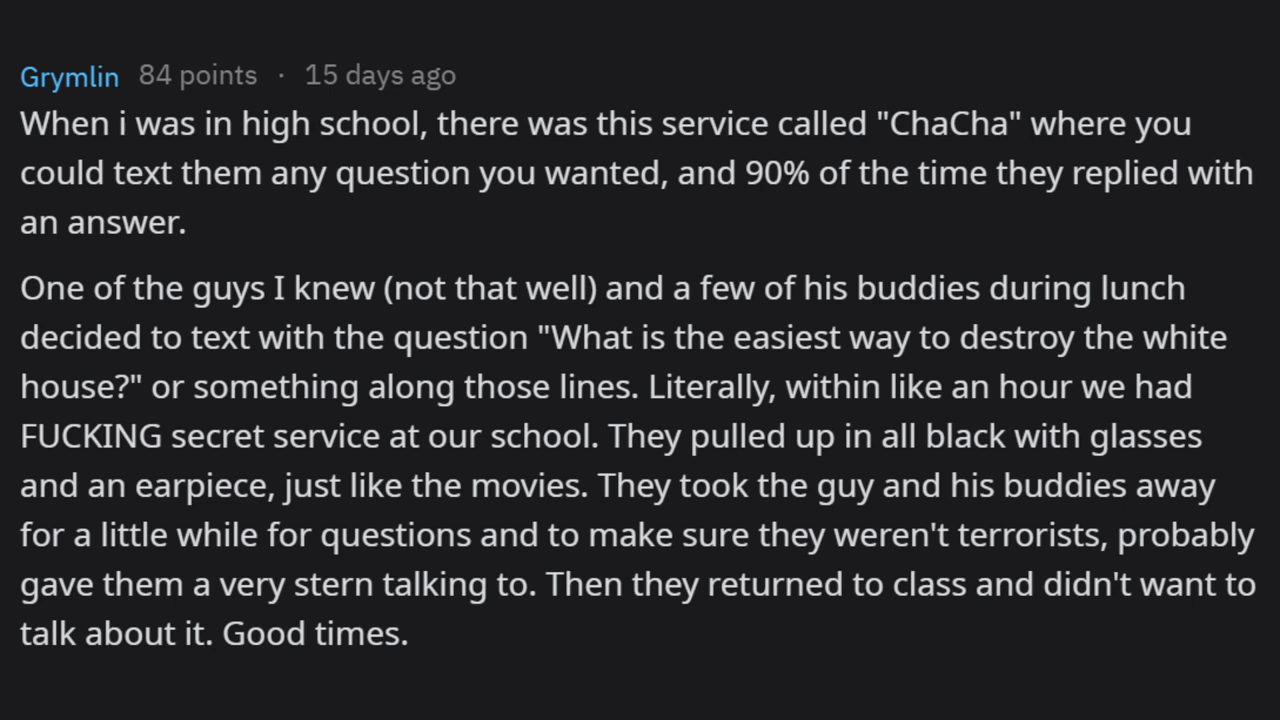 Grymlin 84 points · 15 days ago
When i was in high school, there was this service called "ChaCha" where you
could text them any question you wanted, and 90% of the time they replied with
an answer.
One of the guys I knew (not that well) and a few of his buddies during lunch
decided to text with the question "What is the easiest way to destroy the white
house?" or something along those lines. Literally, within like an hour we had
FUCKING secret service at our school. They pulled up in all black with glasses
and an earpiece, just like the movies. They took the guy and his buddies away
for a little while for questions and to make sure they weren't terrorists, probably
gave them a very stern talking to. Then they returned to class and didn't want to
talk about it. Good times.